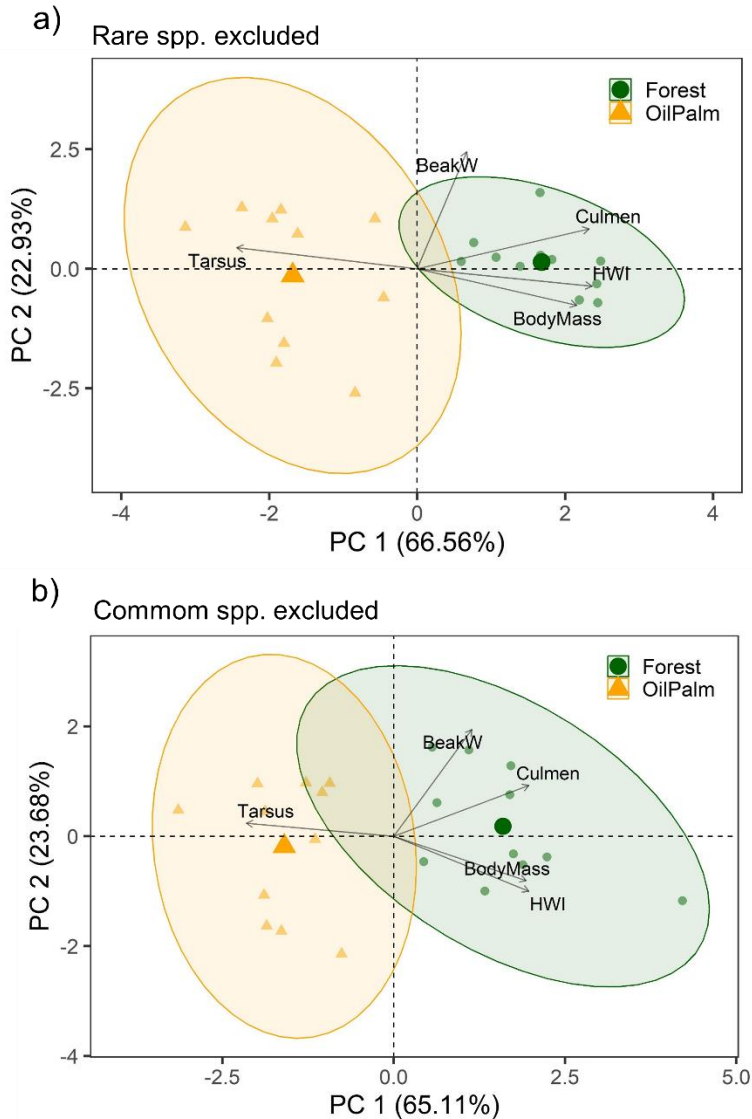 a)
Rare spp. excluded
Forest
OilPalm
BeakW
Culmen
Tarsus
HWI
BodyMass
2.5
0.0
-2.5
PC 2 (22.93%)
-4
-2
0
2
4
PC 1 (66.56%)
b)
Commom spp. excluded
Forest
OilPalm
BeakW
Culmen
Tarsus
BodyMass
HWI
2
0
-2
-4
PC 2 (23.68%)
-2.5
0.0
2.5
5.0
PC 1 (65.11%)